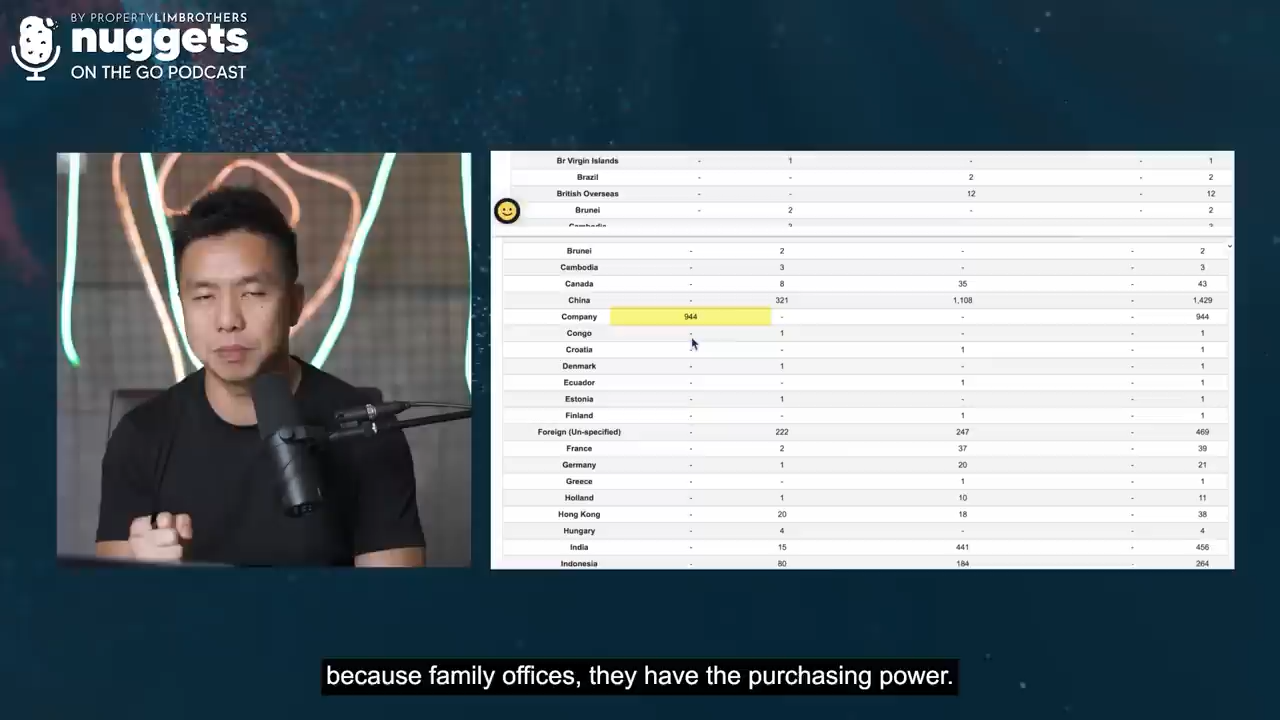 BY PROPERTYLIMBROTHERS
nuggets
ON THE GO PODCAST
Br Virgin Islands - 1 - - 1
Brazil - - 2 - 2
British Overseas - - 12 - 12
Brunei - 2 - - 2
Brunei - 2 - - 2
Cambodia - 3 - - 3
Canada - 8 35 - 43
China - 321 1,108 - 1,429
Company 944 - - - 944
Congo - 1 - - 1
Croatia - - 1 - 1
Denmark - 1 - - 1
Ecuador - - 1 - 1
Estonia - 1 - - 1
Finland - - 1 - 1
Foreign (Un-specified) - 222 247 - 469
France - 2 37 - 39
Germany - 1 20 - 21
Greece - - 1 - 1
Holland - 1 10 - 11
Hong Kong - 20 18 - 38
Hungary - 4 - - 4
India - 15 441 - 456
Indonesia - 80 184 - 264
because family offices, they have the purchasing power.